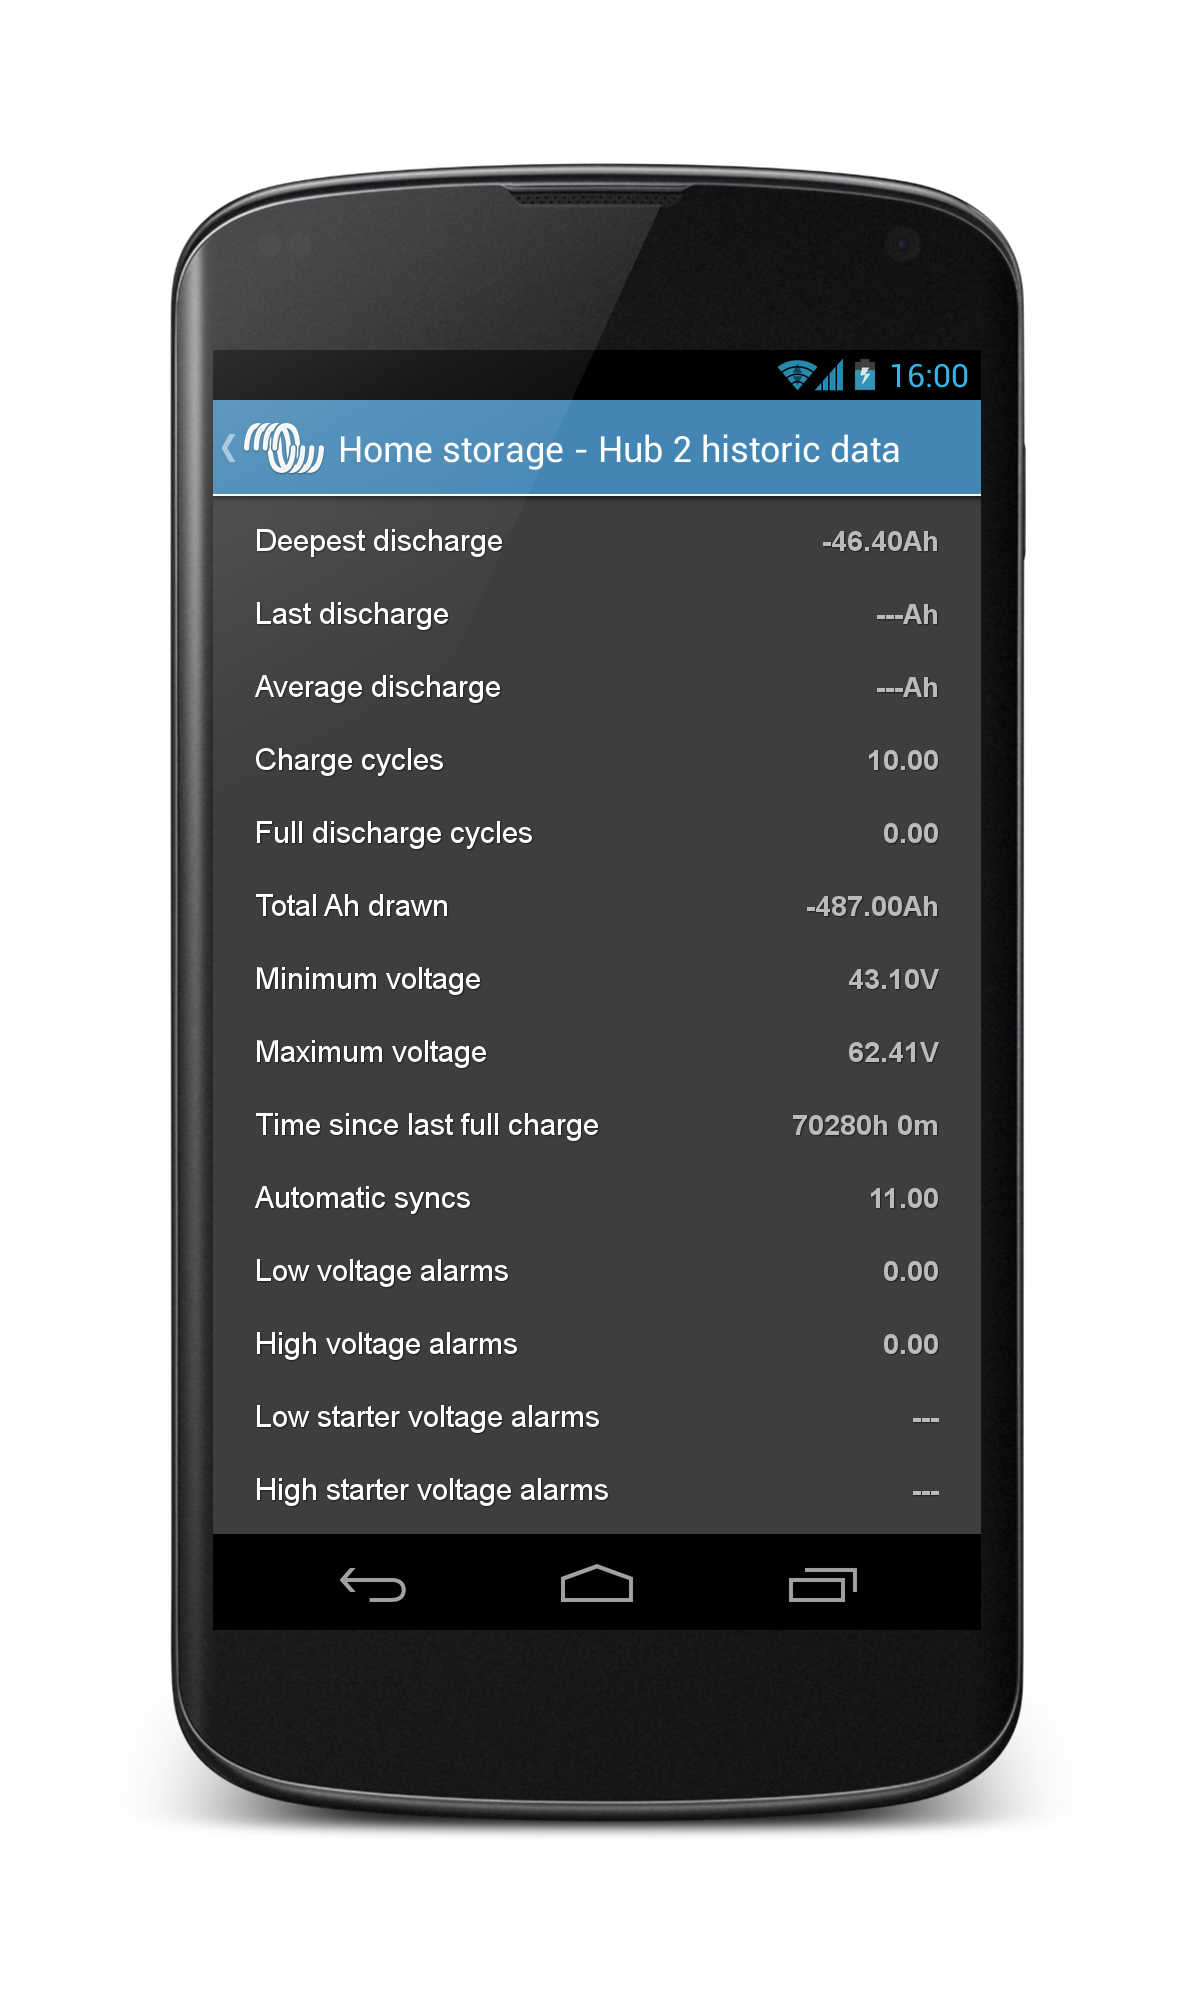 16:00
Home storage - Hub 2 historic data
Deepest discharge -46.40Ah
Last discharge ---Ah
Average discharge ---Ah
Charge cycles 10.00
Full discharge cycles 0.00
Total Ah drawn -487.00Ah
Minimum voltage 43.10V
Maximum voltage 62.41V
Time since last full charge 70280h 0m
Automatic syncs 11.00
Low voltage alarms 0.00
High voltage alarms 0.00
Low starter voltage alarms ---
High starter voltage alarms ---